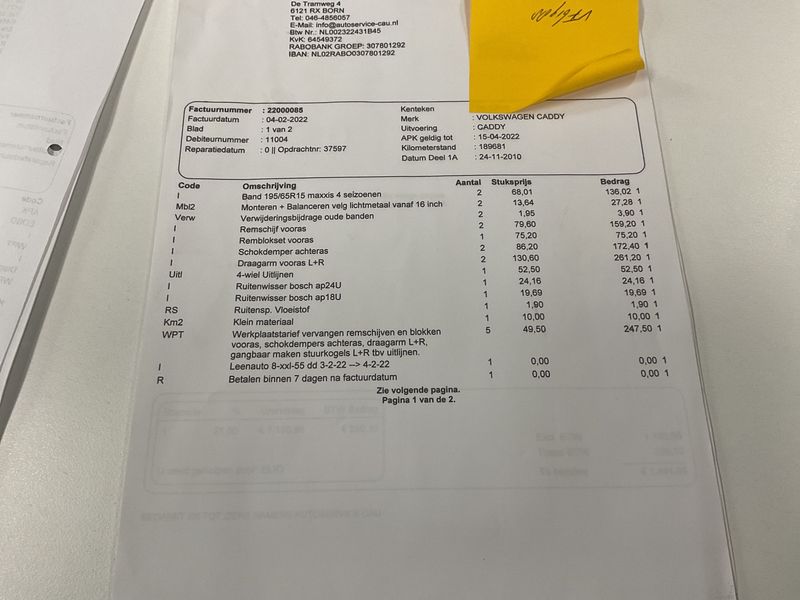 De Tramweg 4
6121 RX BORN
Tel: 046-4856057
E-Mail: info@autoservice-cau.nl
Btw Nr.: NL002322431B45
KvK: 64549372
RABOBANK GROEP: 307801292
IBAN: NL02RABO0307801292
Factuurnummer : 22000085 Kenteken
Factuurdatum : 04-02-2022 Merk : VOLKSWAGEN CADDY
Blad : 1 van 2 Uitvoering : CADDY
Debiteurnummer : 11004 APK geldig tot : 15-04-2022
Reparatiedatum : 0 || Opdrachtnr: 37597 Kilometerstand : 189681
Datum Deel 1A : 24-11-2010
Code Omschrijving Aantal Stuksprijs Bedrag
I Band 195/65R15 maxxis 4 seizoenen 2 68,01 136,02 1
Mbl2 Monteren + Balanceren velg lichtmetaal vanaf 16 inch 2 13,64 27,28 1
Verw Verwijderingsbijdrage oude banden 2 1,95 3,90 1
I Remschijf vooras 2 79,60 159,20 1
I Remblokset vooras 1 75,20 75,20 1
I Schokdemper achteras 2 86,20 172,40 1
I Draagarm vooras L+R 2 130,60 261,20 1
Uitl 4-wiel Uitlijnen 1 52,50 52,50 1
I Ruitenwisser bosch ap24U 1 24,16 24,16 1
I Ruitenwisser bosch ap18U 1 19,69 19,69 1
RS Ruitensp. Vloeistof 1 1,90 1,90 1
Km2 Klein materiaal 1 10,00 10,00 1
WPT Werkplaatstarief vervangen remschijven en blokken 5 49,50 247,50 1
vooras, schokdempers achteras, draagarm L+R,
gangbaar maken stuurkogels L+R tbv uitlijnen.
I Leenauto 8-xxl-55 dd 3-2-22 --> 4-2-22 1 0,00 0,00 1
R Betalen binnen 7 dagen na factuurdatum 1 0,00 0,00 1
Zie volgende pagina.
Pagina 1 van de 2.